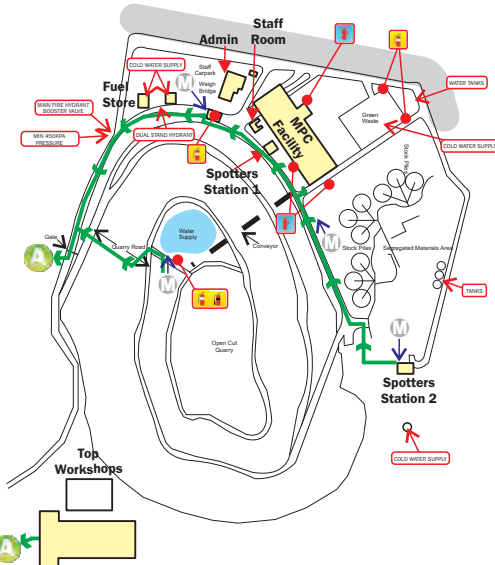 Staff
Room
Admin
COLD WATER SUPPLY
Staff
Carpark
Weigh
Bridge
M
Fuel
Store
MAIN FIRE HYDRANT
BOOSTER VALVE
MIN 450KPA
PRESSURE
DUAL STAND HYDRANT
MPC
Facility
Green
Waste
WATER TANKS
COLD WATER SUPPLY
Spotters
Station 1
Stock Piles
Water
Supply
Conveyor
M
Stock Piles
Segregated Materials Area
Gate
Quarry Road
A
M
TANKS
M
Open Cut
Quarry
Spotters
Station 2
COLD WATER SUPPLY
Top
Workshops
A